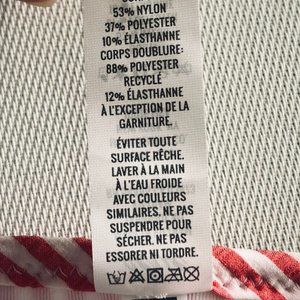 53% NYLON
37% POLYESTER
10% ÉLASTHANNE
CORPS DOUBLURE:
88% POLYESTER
RECYCLÉ
12% ÉLASTHANNE
À L'EXCEPTION DE LA
GARNITURE.
ÉVITER TOUTE
SURFACE RÊCHE.
LAVER À LA MAIN
À L'EAU FROIDE
AVEC COULEURS
SIMILAIRES. NE PAS
SUSPENDRE POUR
SÉCHER. NE PAS
ESSORER NI TORDRE.